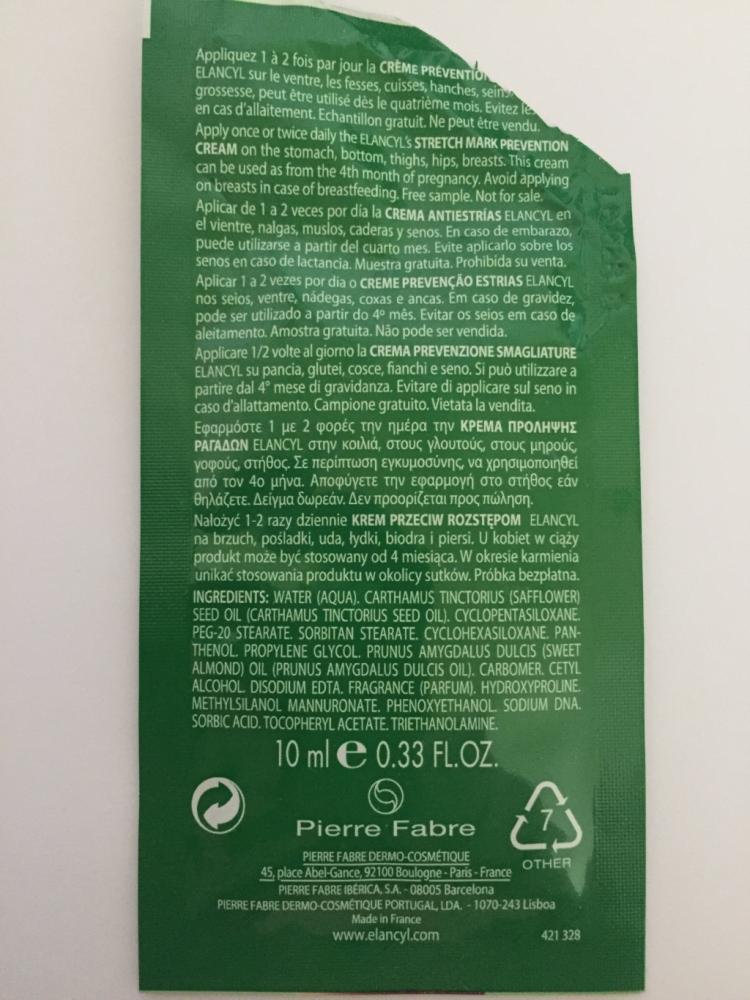 Appliquez 1 à 2 fois par jour la CRÈME
ELANCYL sur le ventre, les fesses, cuisses, hanches,
grossesse, peut être utilisé dès le quatrième mois. Evitez
en cas d'allaitement. Echantillon gratuit. Ne peut être vendu.
Apply once or twice daily the ELANCYL's STRETCH MARK PREVENTION
CREAM on the stomach, bottom, thighs, hips, breasts. This cream
can be used as from the 4th month of pregnancy. Avoid applying
on breasts in case of breastfeeding. Free sample. Not for sale.
Aplicar de 1 a 2 veces por día la CREMA ANTIESTRÍAS ELANCYL en
el vientre, nalgas, muslos, caderas y senos. En caso de embarazo,
puede utilizarse a partir del cuarto mes. Evite aplicarlo sobre los
senos en caso de lactancia. Muestra gratuita. Prohibida su venta.
Aplicar 1 a 2 vezes por dia o CREME PREVENÇÃO ESTRIAS ELANCYL
nos seios, ventre, nádegas, coxas e ancas. Em caso de gravidez,
pode ser utilizado a partir do 4º mês. Evitar os seios em caso de
aleitamento. Amostra gratuita. Não pode ser vendida.
Applicare 1/2 volte al giorno la CREMA PREVENZIONE SMAGLIATURE
ELANCYL su pancia, glutei, cosce, fianchi e seno. Si può utilizzare a
partire dal 4° mese di gravidanza. Evitare di applicare sul seno in
caso d'allattamento. Campione gratuito. Vietata la vendita.
Εφαρμόστε 1 με 2 φορές την ημέρα την ΚΡΕΜΑ ΠΡΟΛΗΨΗΣ
ΡΑΓΑΔΩΝ ELANCYL στην κοιλιά, στους γλουτούς, στους μηρούς,
γοφούς, στήθος. Σε περίπτωση εγκυμοσύνης, να χρησιμοποιηθεί
από τον 4ο μήνα. Αποφύγετε την εφαρμογή στο στήθος εάν
θηλάζετε. Δείγμα δωρεάν. Δεν προορίζεται προς πώληση.
Nałożyć 1-2 razy dziennie KREM PRZECIW ROZSTĘPOM ELANCYL
na brzuch, pośladki, uda, łydki, biodra i piersi. U kobiet w ciąży
produkt może być stosowany od 4 miesiąca. W okresie karmienia
unikać stosowania produktu w okolicy sutków. Próbka bezpłatna.
INGREDIENTS: WATER (AQUA). CARTHAMUS TINCTORIUS (SAFFLOWER)
SEED OIL (CARTHAMUS TINCTORIUS SEED OIL). CYCLOPENTASILOXANE.
PEG-20 STEARATE. SORBITAN STEARATE. CYCLOHEXASILOXANE. PAN-
THENOL. PROPYLENE GLYCOL. PRUNUS AMYGDALUS DULCIS (SWEET
ALMOND) OIL (PRUNUS AMYGDALUS DULCIS OIL). CARBOMER. CETYL
ALCOHOL. DISODIUM EDTA. FRAGRANCE (PARFUM). HYDROXYPROLINE.
METHYLSILANOL MANNURONATE. PHENOXYETHANOL. SODIUM DNA.
SORBIC ACID. TOCOPHERYL ACETATE. TRIETHANOLAMINE.
10 ml e 0.33 FL.OZ.
7
OTHER
Pierre Fabre
PIERRE FABRE DERMO-COSMÉTIQUE
45, place Abel-Gance, 92100 Boulogne - Paris - France
PIERRE FABRE IBÉRICA, S.A. - 08005 Barcelona
PIERRE FABRE DERMO-COSMÉTIQUE PORTUGAL, LDA. - 1070-243 Lisboa
Made in France
www.elancyl.com 421 328